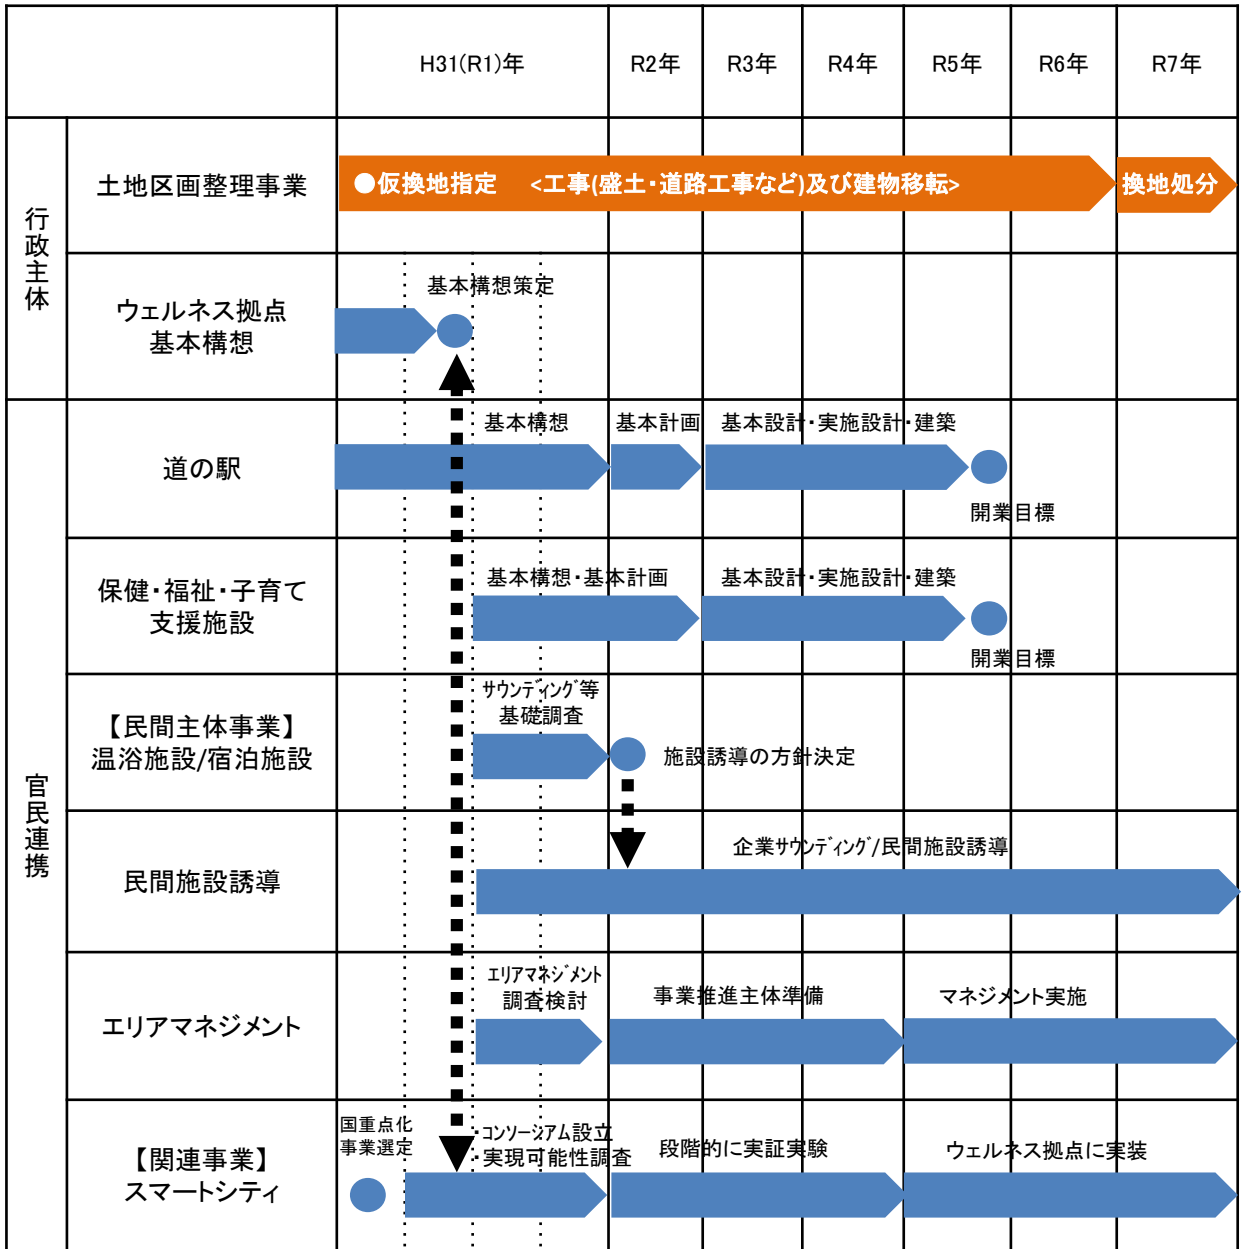 H31(R1)年 R2年 R3年 R4年 R5年 R6年 R7年
行政主体
土地区画整理事業
●仮換地指定 <工事(盛土・道路工事など)及び建物移転>
換地処分
ウェルネス拠点
基本構想
基本構想策定
官民連携
道の駅
基本構想
基本計画
基本設計・実施設計・建築
開業目標
保健・福祉・子育て
支援施設
基本構想・基本計画
基本設計・実施設計・建築
開業目標
【民間主体事業】
温浴施設/宿泊施設
サウンディング等
基礎調査
施設誘導の方針決定
民間施設誘導
企業サウンディング/民間施設誘導
エリアマネジメント
エリアマネジメント
調査検討
事業推進主体準備
マネジメント実施
【関連事業】
スマートシティ
国重点化
事業選定
・コンソーシアム設立
・実現可能性調査
段階的に実証実験
ウェルネス拠点に実装